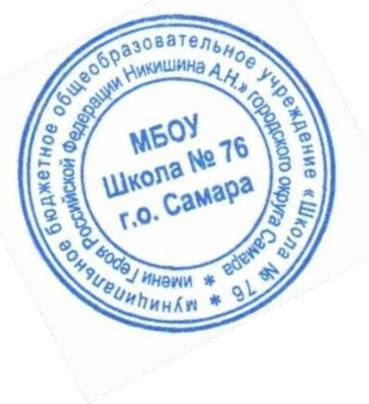 муниципальное бюджетное общеобразовательное учреждение «Школа № 76 *
имени Героя Российской Федерации Никишина А.Н.» городского округа Самара *
МБОУ
Школа № 76
г.о. Самара